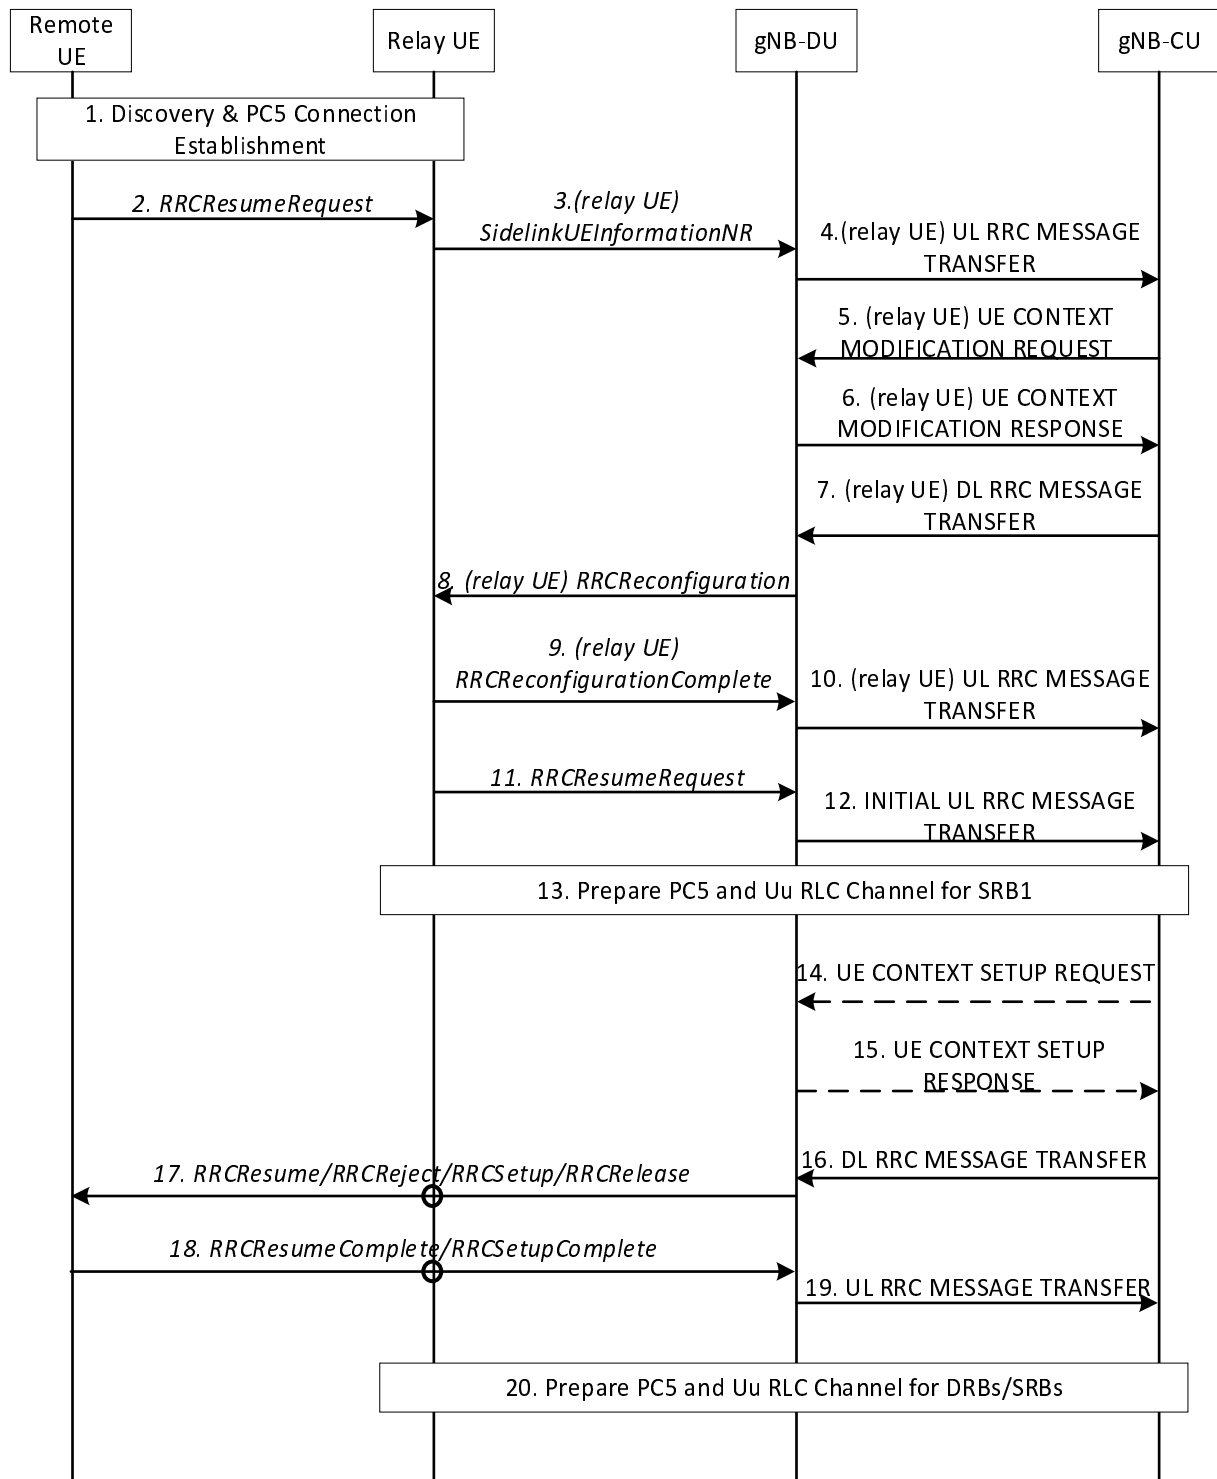 Remote
UE
Relay UE
gNB-DU
gNB-CU
1. Discovery & PC5 Connection
Establishment
2. RRCResumeRequest
3.(relay UE)
SidelinkUEInformationNR
4.(relay UE) UL RRC MESSAGE
TRANSFER
5. (relay UE) UE CONTEXT
MODIFICATION REQUEST
6. (relay UE) UE CONTEXT
MODIFICATION RESPONSE
7. (relay UE) DL RRC MESSAGE
TRANSFER
8. (relay UE) RRCReconfiguration
9. (relay UE)
RRCReconfigurationComplete
10. (relay UE) UL RRC MESSAGE
TRANSFER
11. RRCResumeRequest
12. INITIAL UL RRC MESSAGE
TRANSFER
13. Prepare PC5 and Uu RLC Channel for SRB1
14. UE CONTEXT SETUP REQUEST
15. UE CONTEXT SETUP
RESPONSE
16. DL RRC MESSAGE TRANSFER
17. RRCResume/RRCReject/RRCSetup/RRCRelease
18. RRCResumeComplete/RRCSetupComplete
19. UL RRC MESSAGE TRANSFER
20. Prepare PC5 and Uu RLC Channel for DRBs/SRBs